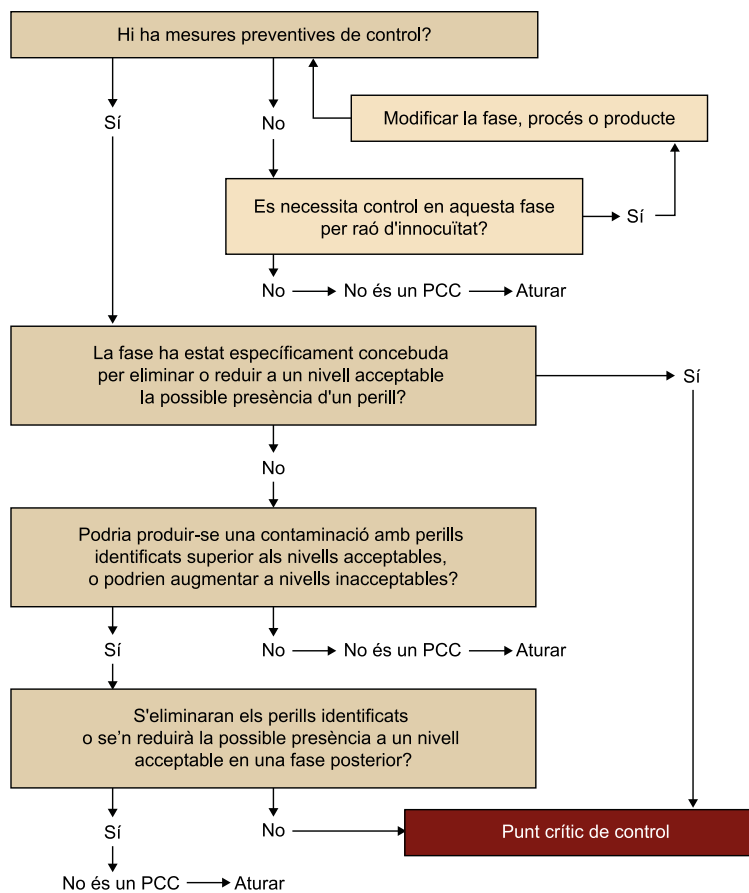 Hi ha mesures preventives de control?
Sí
No
Modificar la fase, procés o producte
Es necessita control en aquesta fase
per raó d'innocuïtat?
Sí
No
No és un PCC
Aturar
La fase ha estat específicament concebuda
per eliminar o reduir a un nivell acceptable
la possible presència d'un perill?
Sí
No
Podria produir-se una contaminació amb perills
identificats superior als nivells acceptables,
o podrien augmentar a nivells inacceptables?
Sí
No
No és un PCC
Aturar
S'eliminaran els perills identificats
o se’n reduirà la possible presència a un nivell
acceptable en una fase posterior?
Sí
No
Punt crític de control
No és un PCC
Aturar